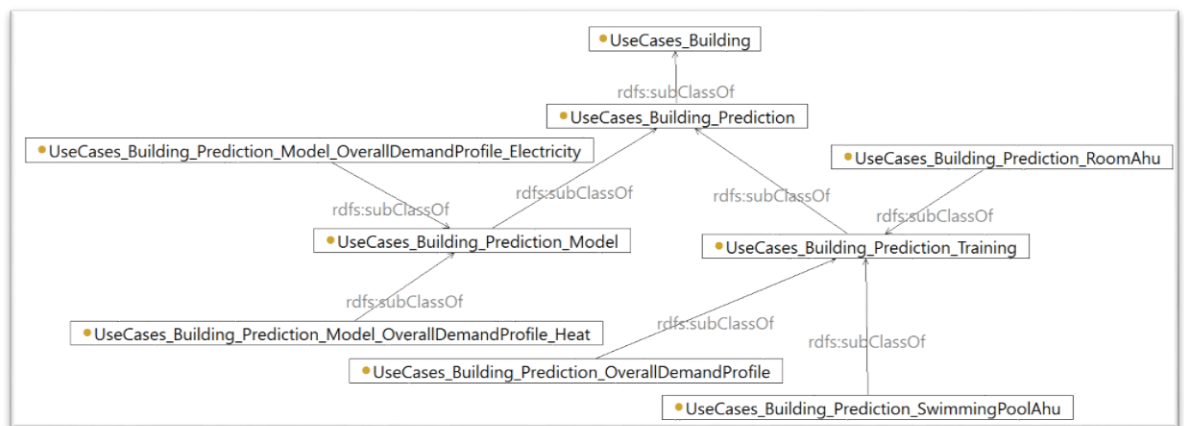 UseCases_Building
rdfs:subClassOf
UseCases_Building_Prediction
UseCases_Building_Prediction_Model_OverallDemandProfile_Electricity
UseCases_Building_Prediction_RoomAhu
rdfs:subClassOf
rdfs:subClassOf
rdfs:subClassOf
rdfs:subClassOf
UseCases_Building_Prediction_Model
UseCases_Building_Prediction_Training
rdfs:subClassOf
UseCases_Building_Prediction_Model_OverallDemandProfile_Heat
rdfs:subClassOf
rdfs:subClassOf
UseCases_Building_Prediction_OverallDemandProfile
UseCases_Building_Prediction_SwimmingPoolAhu